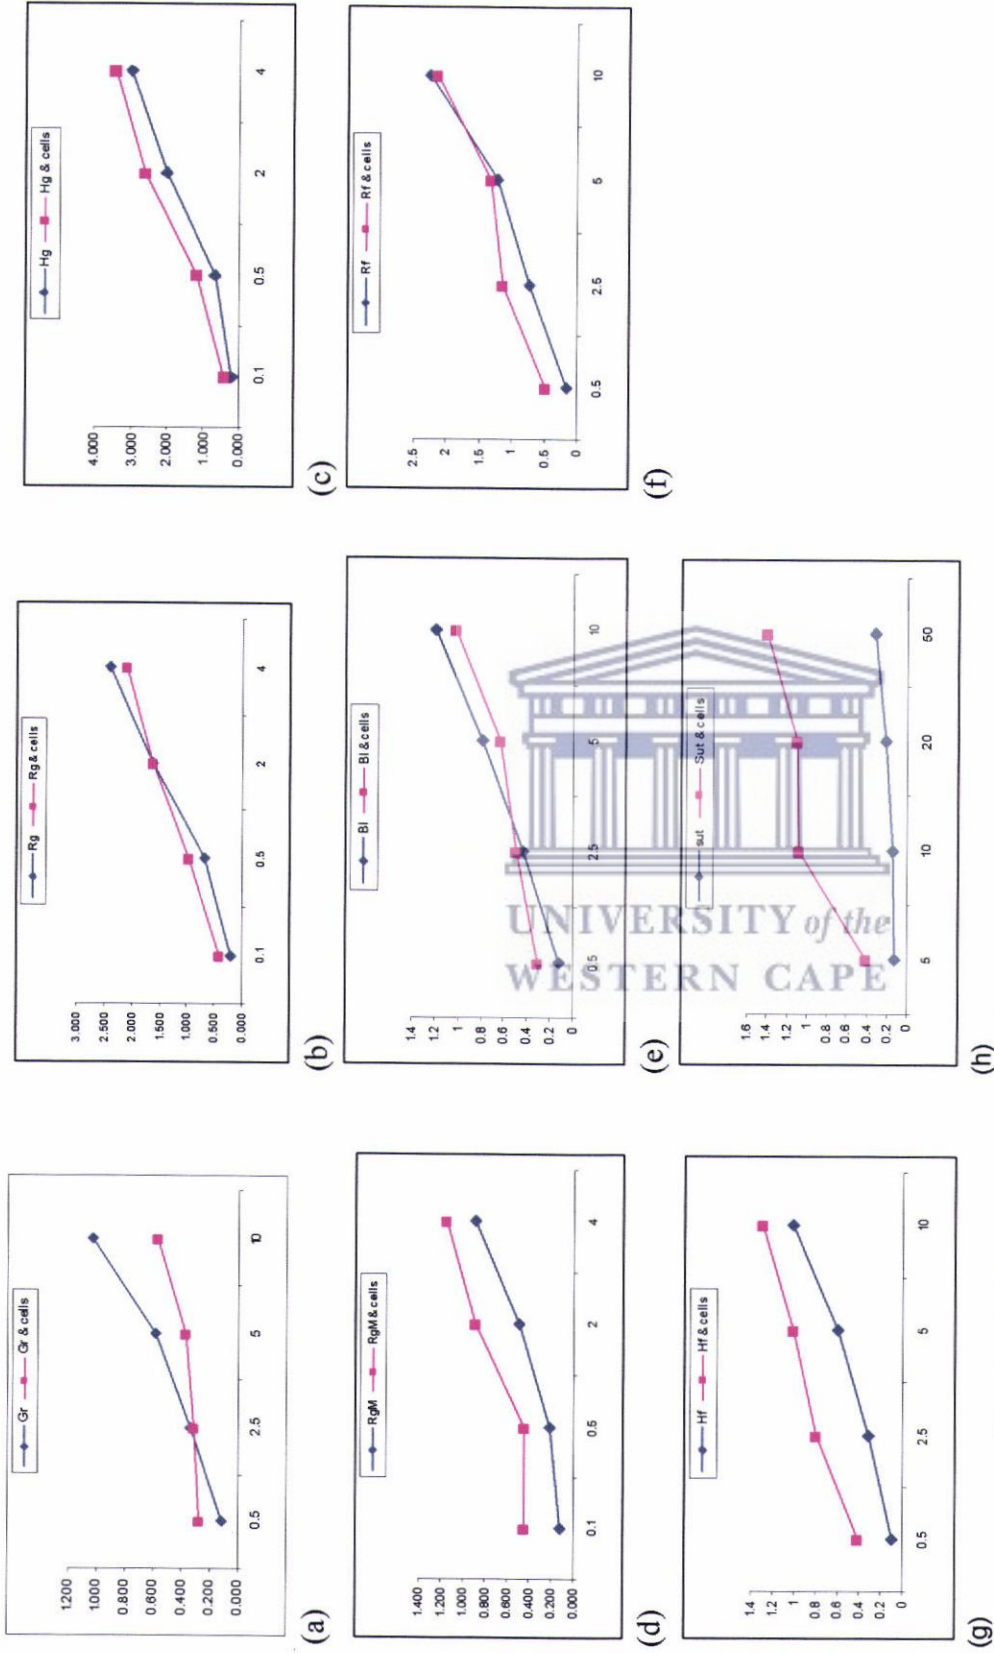 Gr Gr & cells
1.200
1.000
0.800
0.600
0.400
0.200
0.000
0.5 2.5 5 10
(a)
Rg Rg & cells
3.000
2.500
2.000
1.500
1.000
0.500
0.000
0.1 0.5 2 4
(b)
Hg Hg & cells
4.000
3.000
2.000
1.000
0.000
0.1 0.5 2 4
(c)
RgM RgM & cells
1.400
1.200
1.000
0.800
0.600
0.400
0.200
0.000
0.1 0.5 2 4
(d)
Bl Bl & cells
1.4
1.2
1
0.8
0.6
0.4
0.2
0
0.5 2.5 5 10
(e)
Rf Rf & cells
2.5
2
1.5
1
0.5
0
0.5 2.5 5 10
(f)
Hf Hf & cells
1.4
1.2
1
0.8
0.6
0.4
0.2
0
0.5 2.5 5 10
(g)
sut Sut & cells
1.6
1.4
1.2
1
0.8
0.6
0.4
0.2
0
5 10 20 50
(h)
UNIVERSITY of the
WESTERN CAPE